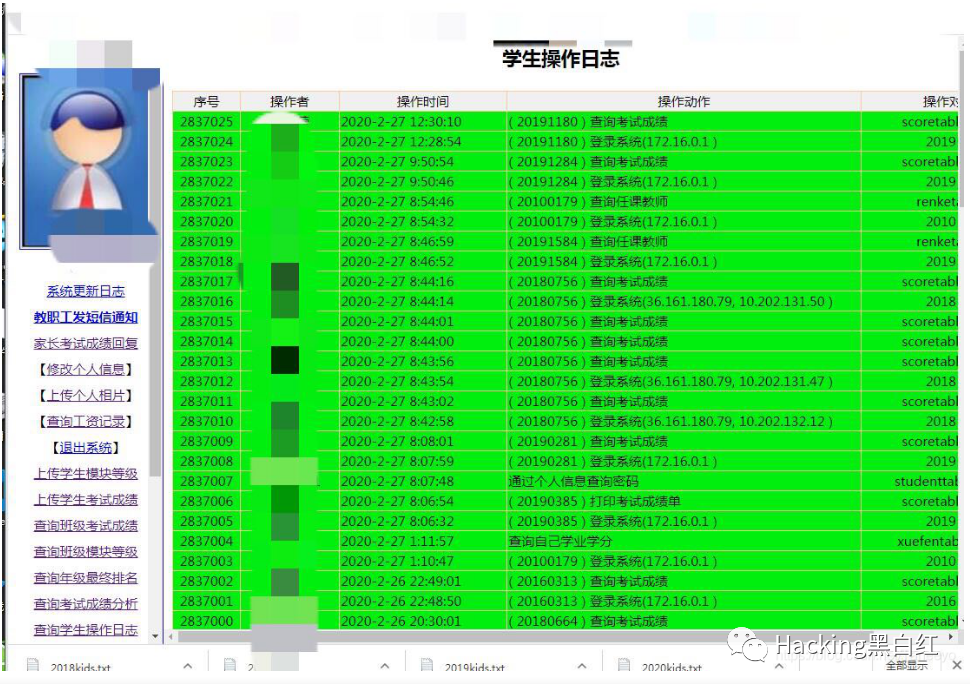 学生操作日志
序号 操作者 操作时间 操作动作 操作对
2837025 2020-2-27 12:30:10 ( 20191180 ) 查询考试成绩 scoretabl
2837024 2020-2-27 12:28:54 ( 20191180 ) 登录系统(172.16.0.1 ) 2019
2837023 2020-2-27 9:50:54 ( 20191284 ) 查询考试成绩 scoretabl
2837022 2020-2-27 9:50:46 ( 20191284 ) 登录系统(172.16.0.1 ) 2019
2837021 2020-2-27 8:54:46 ( 20100179 ) 查询任课教师 renketa
2837020 2020-2-27 8:54:32 ( 20100179 ) 登录系统(172.16.0.1 ) 2010
2837019 2020-2-27 8:46:59 ( 20191584 ) 查询任课教师 renketa
2837018 2020-2-27 8:46:52 ( 20191584 ) 登录系统(172.16.0.1 ) 2019
2837017 2020-2-27 8:44:16 ( 20180756 ) 查询考试成绩 scoretabl
2837016 2020-2-27 8:44:14 ( 20180756 ) 登录系统(36.161.180.79, 10.202.131.50 ) 2018
2837015 2020-2-27 8:44:01 ( 20180756 ) 查询考试成绩 scoretabl
2837014 2020-2-27 8:44:00 ( 20180756 ) 查询考试成绩 scoretabl
2837013 2020-2-27 8:43:56 ( 20180756 ) 查询考试成绩 scoretabl
2837012 2020-2-27 8:43:54 ( 20180756 ) 登录系统(36.161.180.79, 10.202.131.47 ) 2018
2837011 2020-2-27 8:43:02 ( 20180756 ) 查询考试成绩 scoretabl
2837010 2020-2-27 8:42:58 ( 20180756 ) 登录系统(36.161.180.79, 10.202.132.12 ) 2018
2837009 2020-2-27 8:08:01 ( 20190281 ) 查询考试成绩 scoretabl
2837008 2020-2-27 8:07:59 ( 20190281 ) 登录系统(172.16.0.1 ) 2019
2837007 2020-2-27 8:07:48 通过个人信息查询密码 studenttab
2837006 2020-2-27 8:06:54 ( 20190385 ) 打印考试成绩单 scoretabl
2837005 2020-2-27 8:06:32 ( 20190385 ) 登录系统(172.16.0.1 ) 2019
2837004 2020-2-27 1:11:57 查询自己学业学分 xuefentab
2837003 2020-2-27 1:10:47 ( 20100179 ) 登录系统(172.16.0.1 ) 2010
2837002 2020-2-26 22:49:01 ( 20160313 ) 查询考试成绩 scoretabl
2837001 2020-2-26 22:48:50 ( 20160313 ) 登录系统(172.16.0.1 ) 2016
2837000 2020-2-26 20:30:01 ( 20180664 ) 查询考试成绩 scoretabl
系统更新日志
教职工发短信通知
家长考试成绩回复
【修改个人信息】
【上传个人相片】
【查询工资记录】
【退出系统】
上传学生模块等级
上传学生考试成绩
查询班级考试成绩
查询班级模块等级
查询年级最终排名
查询考试成绩分析
查询学生操作日志
Hacking黑白红
2018kids.txt 2019kids.txt 2020kids.txt 全部显示